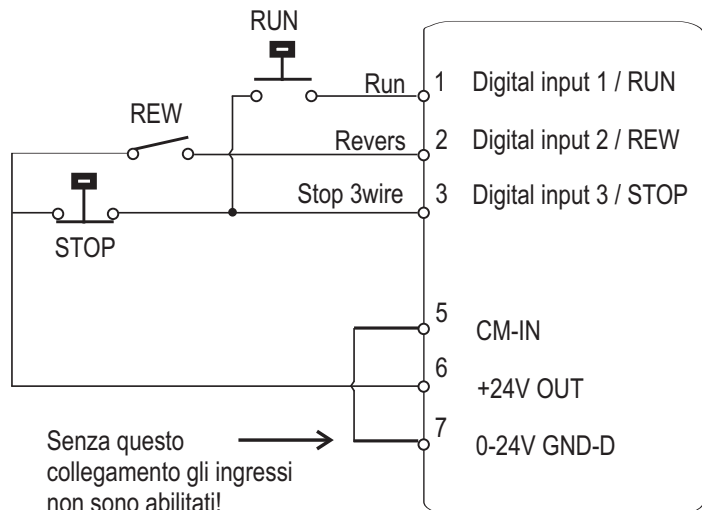 RUN
Run 1 Digital input 1 / RUN
REW
Revers 2 Digital input 2 / REW
Stop 3wire 3 Digital input 3 / STOP
STOP
5 CM-IN
6 +24V OUT
7 0-24V GND-D
Senza questo
collegamento gli ingressi
non sono abilitati!